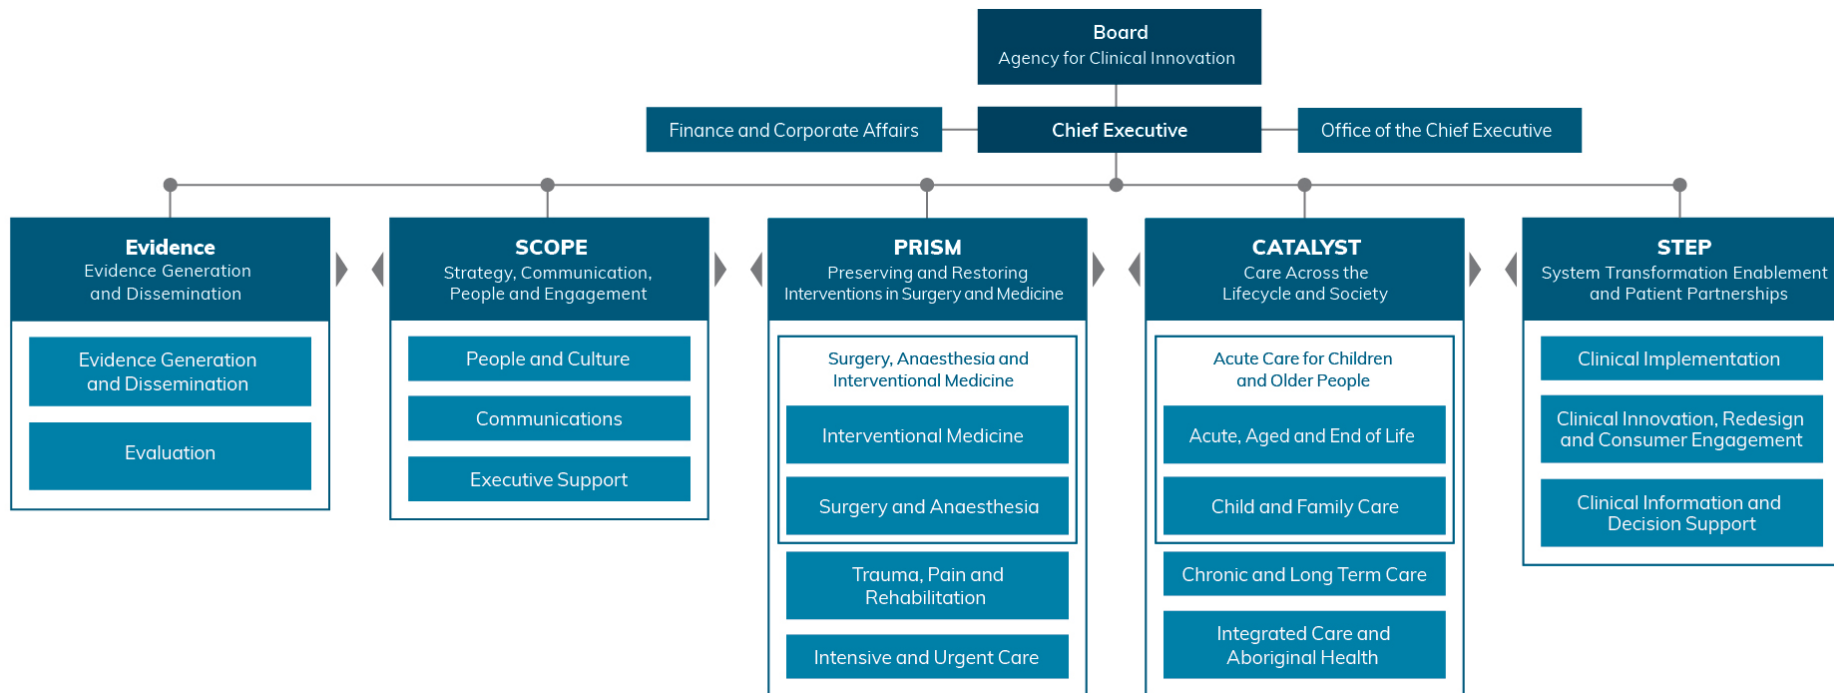 Board
Agency for Clinical Innovation
Finance and Corporate Affairs
Chief Executive
Office of the Chief Executive
Evidence
Evidence Generation
and Dissemination
Evidence Generation
and Dissemination
Evaluation
SCOPE
Strategy, Communication,
People and Engagement
People and Culture
Communications
Executive Support
PRISM
Preserving and Restoring
Interventions in Surgery and Medicine
Surgery, Anaesthesia and
Interventional Medicine
Interventional Medicine
Surgery and Anaesthesia
Trauma, Pain and
Rehabilitation
Intensive and Urgent Care
CATALYST
Care Across the
Lifecycle and Society
Acute Care for Children
and Older People
Acute, Aged and End of Life
Child and Family Care
Chronic and Long Term Care
Integrated Care and
Aboriginal Health
STEP
System Transformation Enablement
and Patient Partnerships
Clinical Implementation
Clinical Innovation, Redesign
and Consumer Engagement
Clinical Information and
Decision Support